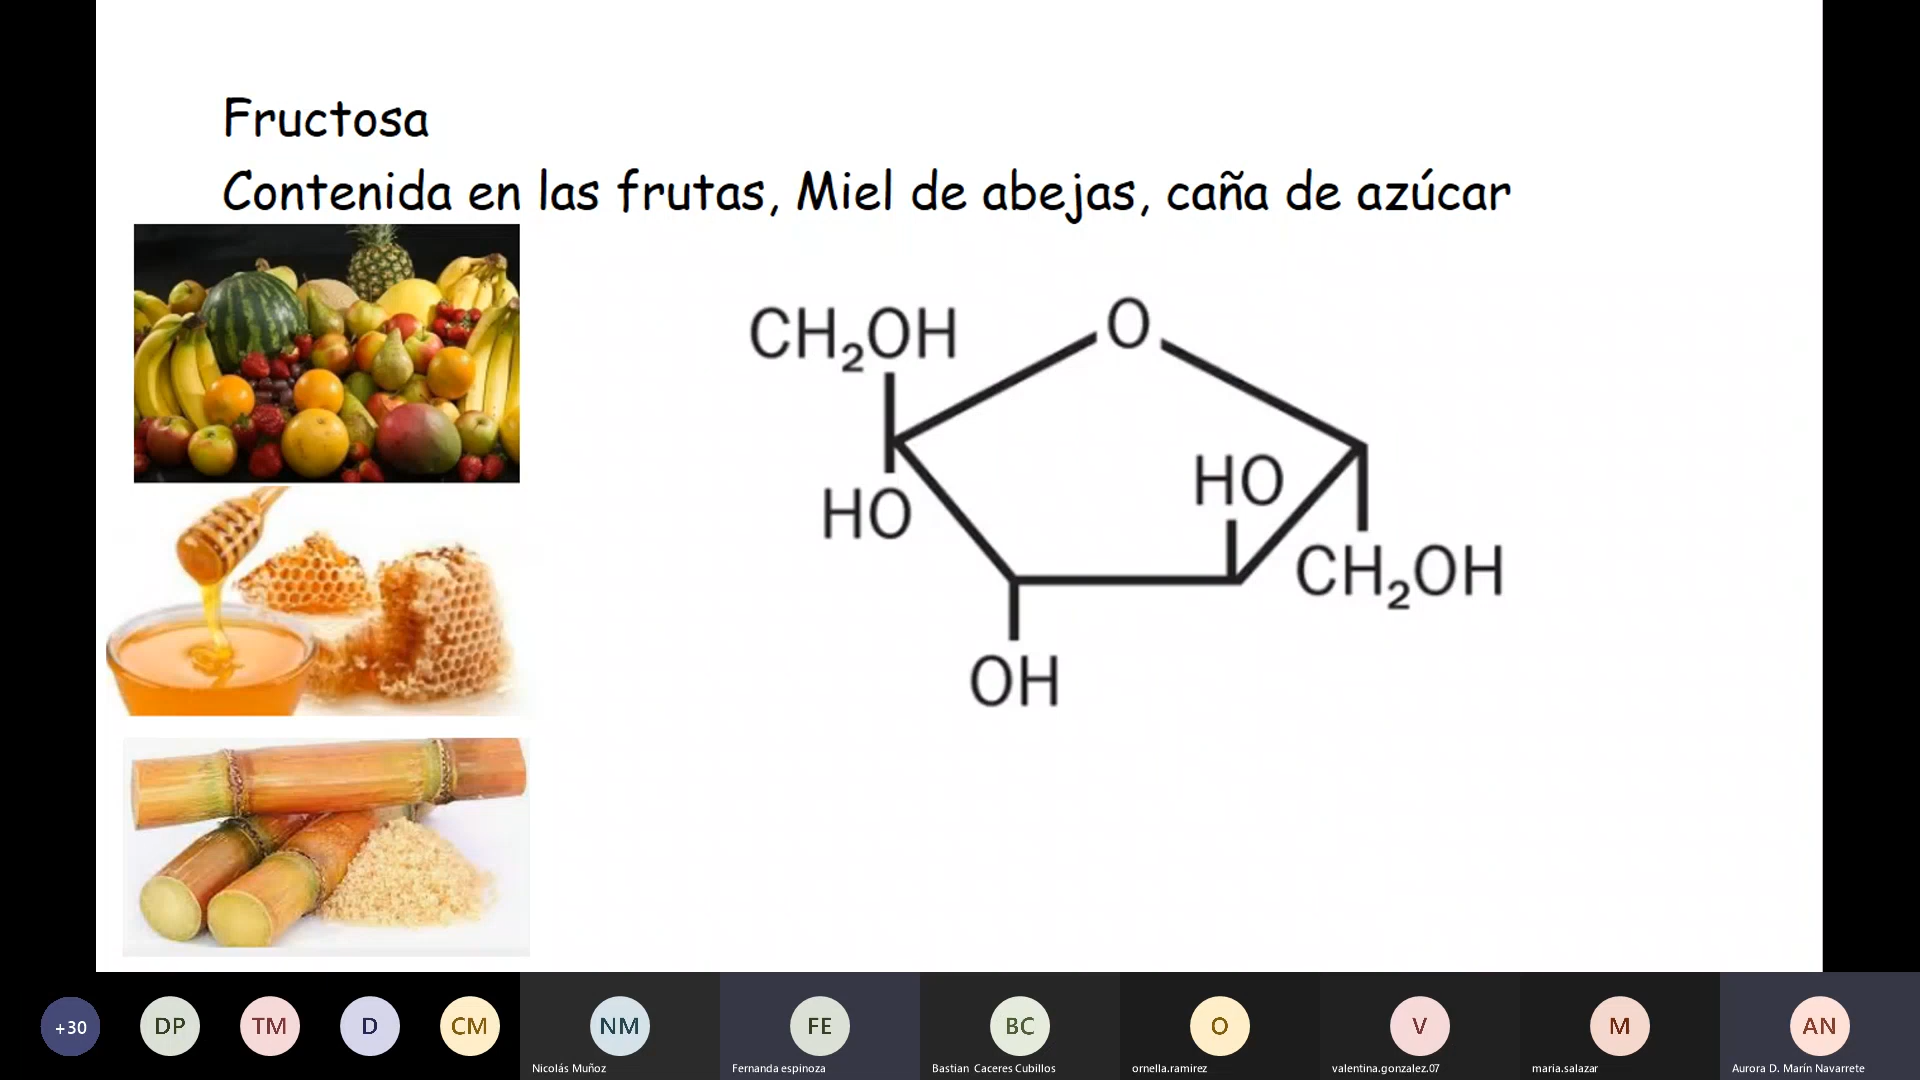 Fructosa
Contenida en las frutas, Miel de abejas, caña de azúcar
CH₂OH
O
HO
HO
CH₂OH
OH
+30
DP
TM
D
CM
NM
FE
BC
O
V
M
AN
Nicolás Muñoz
Fernanda espinoza
Bastian Caceres Cubillos
ornella.ramirez
valentina.gonzalez.07
maria.salazar
Aurora D. Marín Navarrete